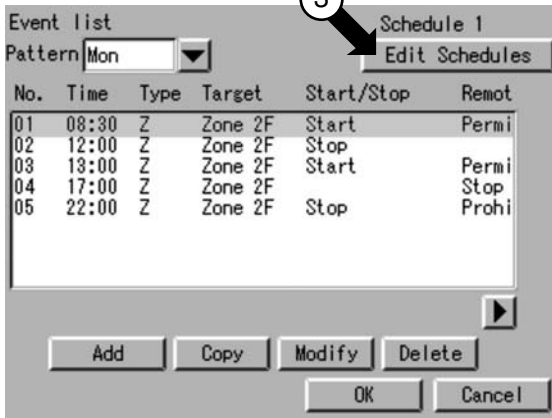 3
Event list Schedule 1
Pattern Mon Edit Schedules
No. Time Type Target Start/Stop Remot
01 08:30 Z Zone 2F Start Permi
02 12:00 Z Zone 2F Stop
03 13:00 Z Zone 2F Start Permi
04 17:00 Z Zone 2F Stop
05 22:00 Z Zone 2F Stop Prohi
Add Copy Modify Delete
OK Cancel